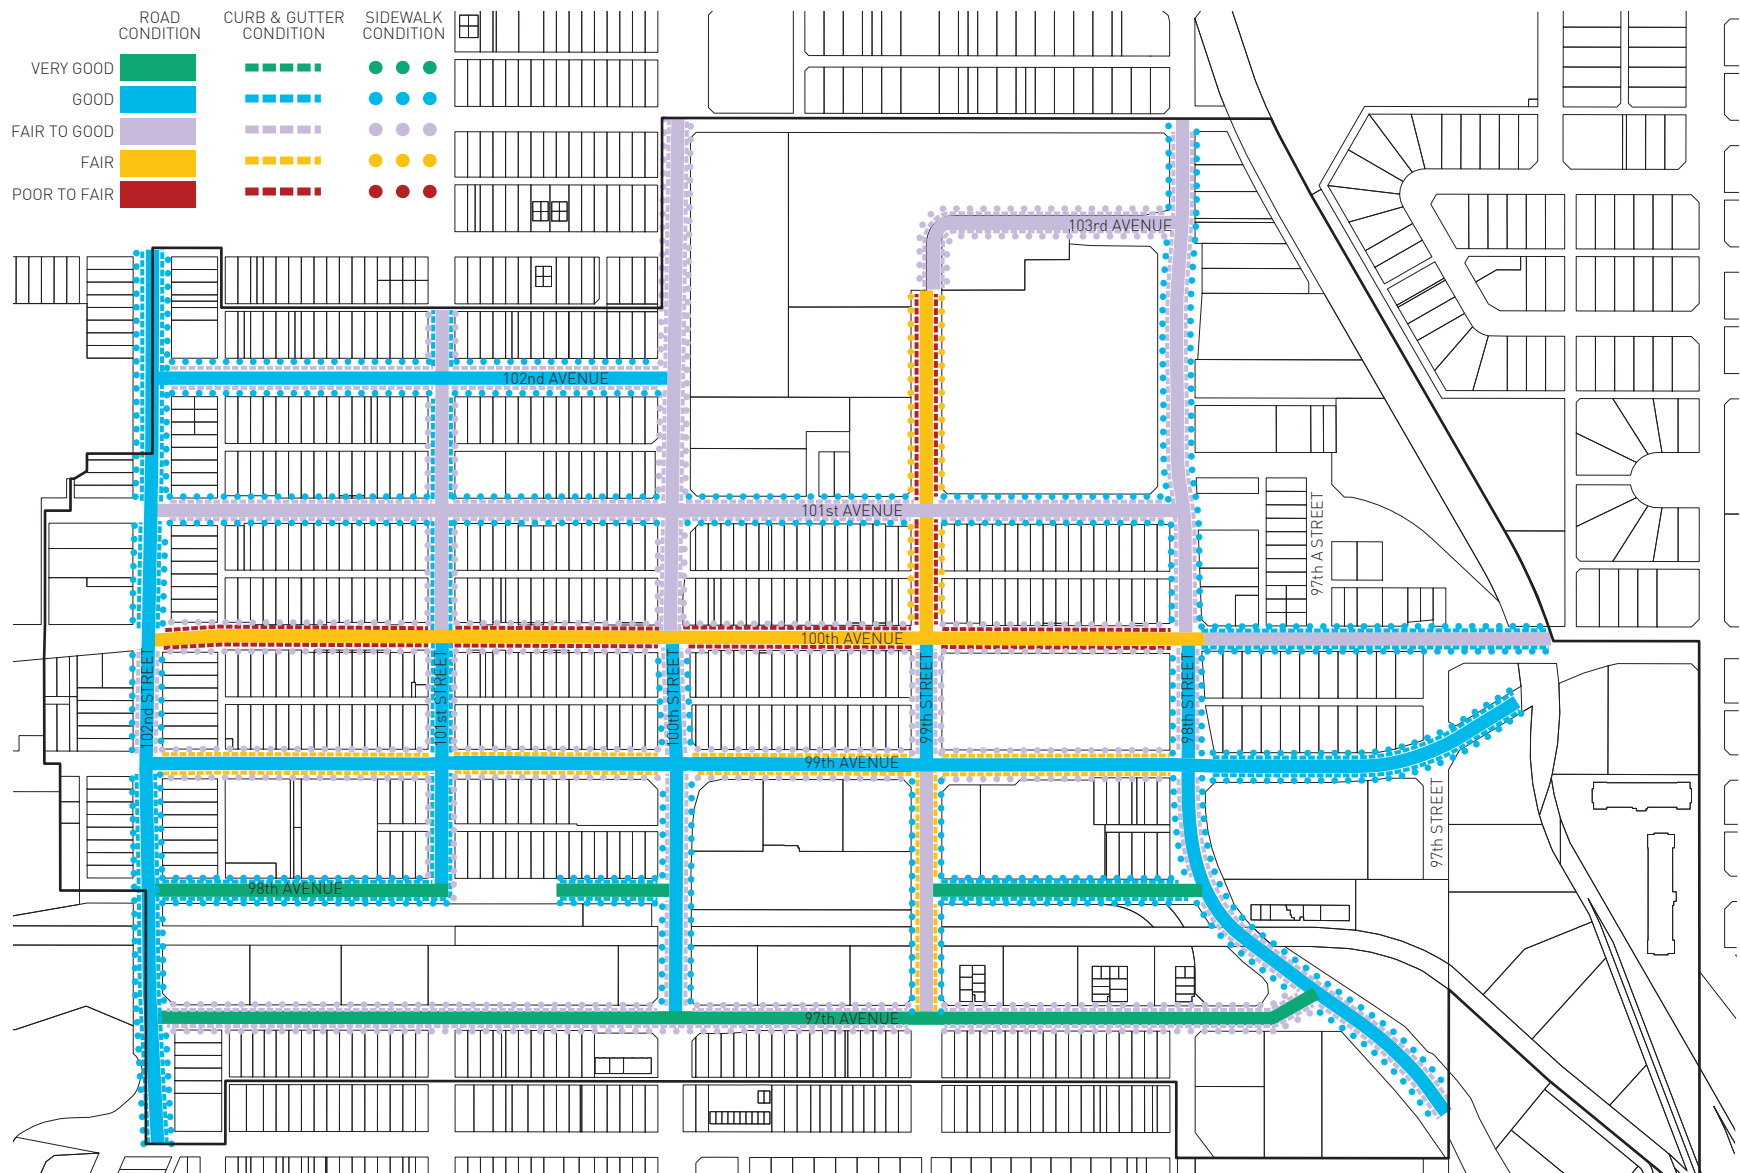 ROAD
CONDITION
CURB & GUTTER
CONDITION
SIDEWALK
CONDITION
VERY GOOD
GOOD
FAIR TO GOOD
FAIR
POOR TO FAIR
103rd AVENUE
102nd AVENUE
101st AVENUE
97th A STREET
100th AVENUE
102nd STREET
101st STREET
100th STREET
99th STREET
98th STREET
99th AVENUE
97th STREET
98th AVENUE
97th AVENUE